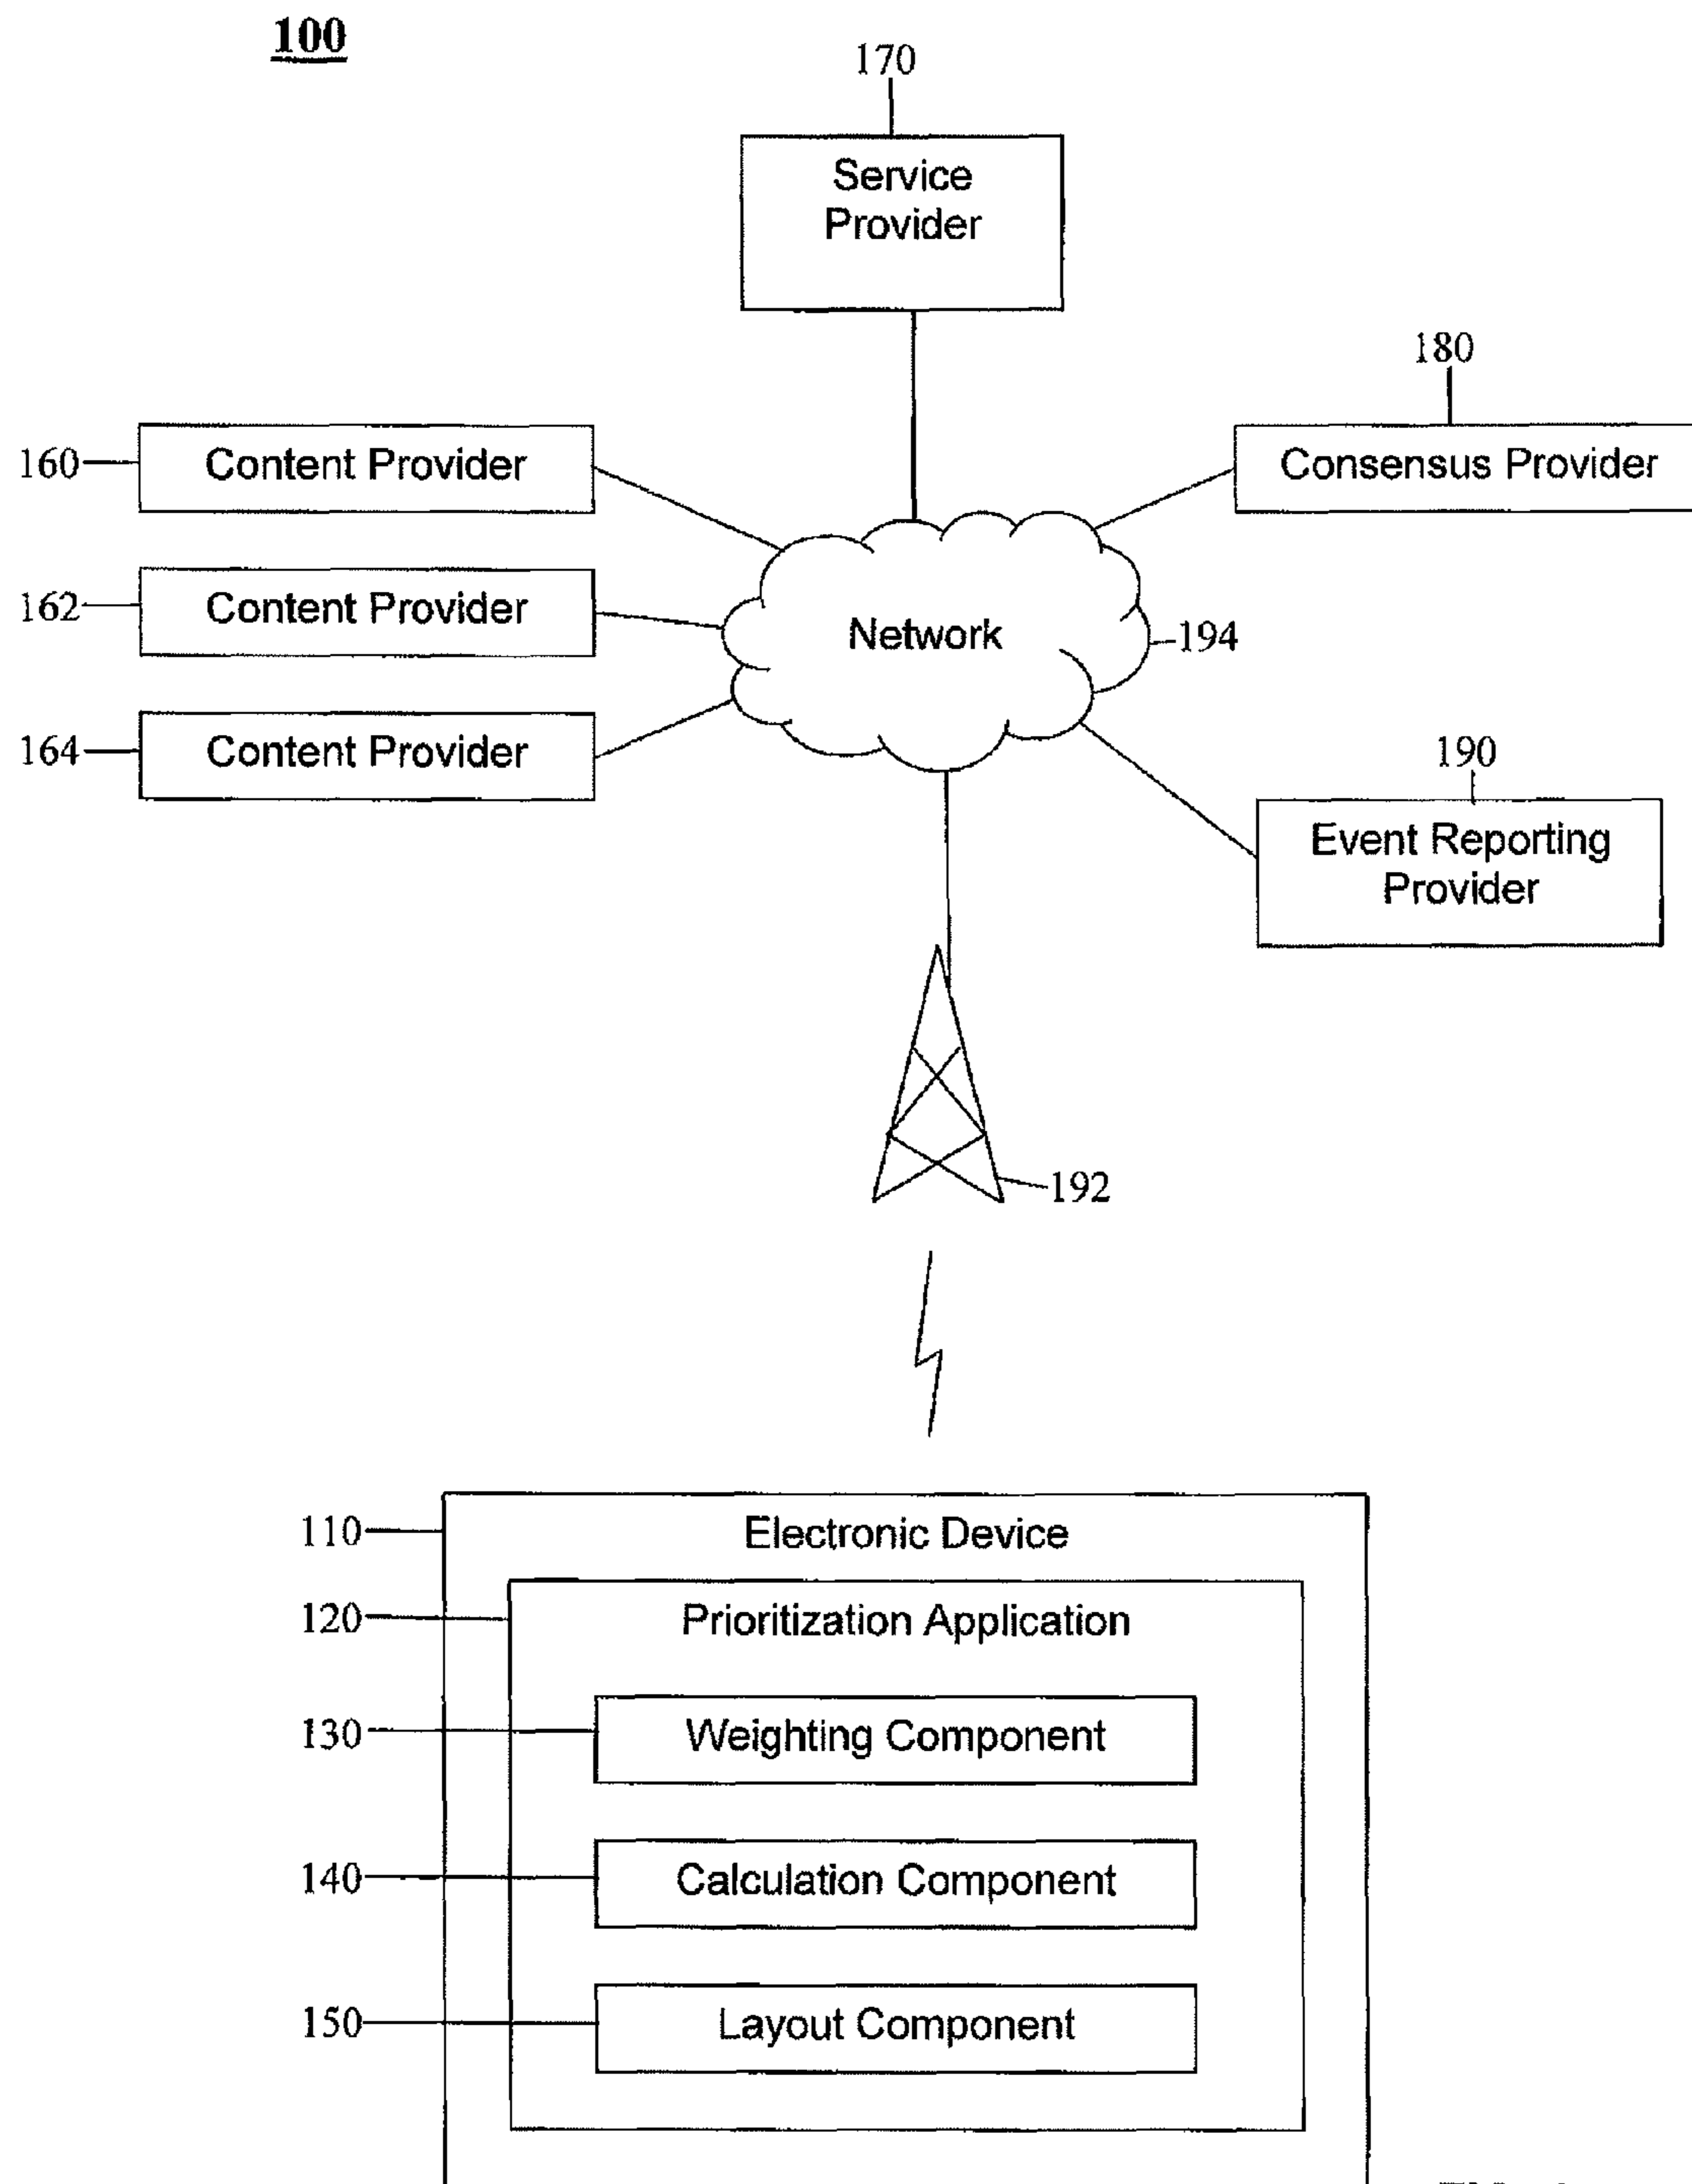 100
170
Service
Provider
180
160
Content Provider
Consensus Provider
162
Content Provider
Network
194
164
Content Provider
190
Event Reporting
Provider
192
110
Electronic Device
120
Prioritization Application
130
Weighting Component
140
Calculation Component
150
Layout Component